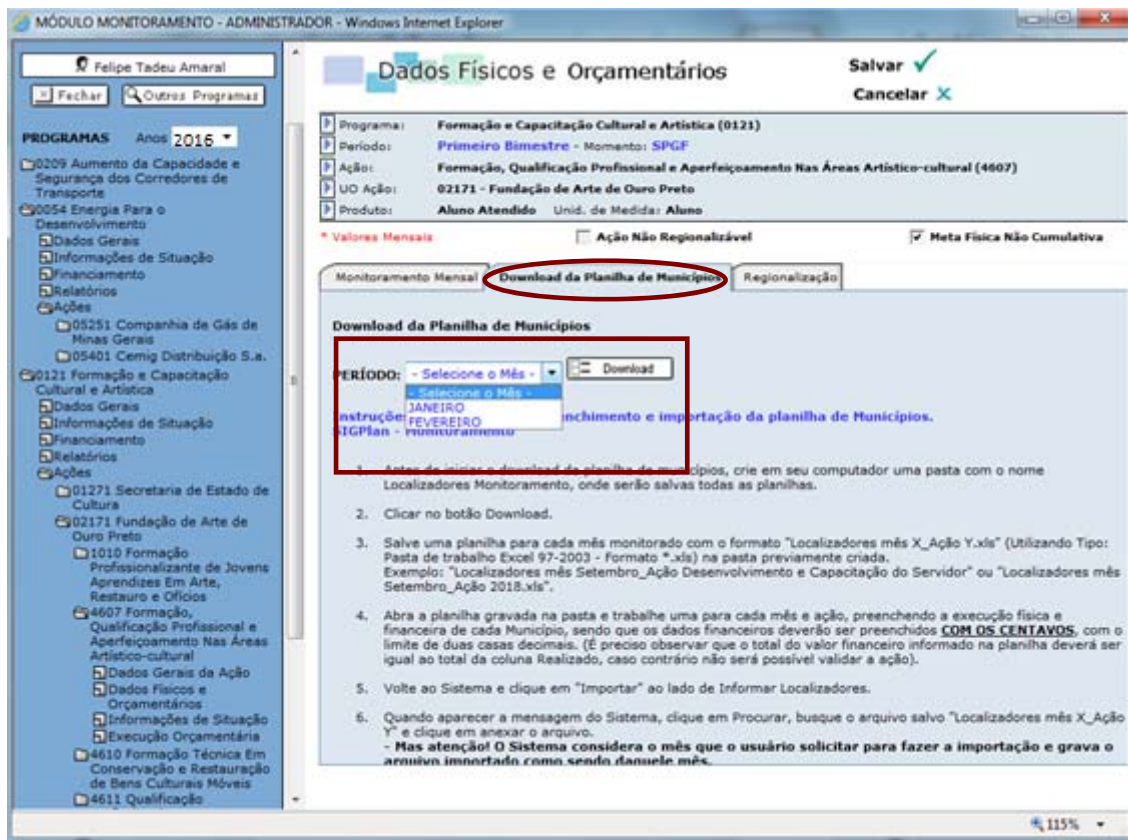 MÓDULO MONITORAMENTO - ADMINISTRADOR - Windows Internet Explorer
Felipe Tadeu Amaral
Fechar
Outros Programas
PROGRAMAS Anos 2016
0209 Aumento da Capacidade e
Segurança dos Corredores de
Transporte
0054 Energia Para o
Desenvolvimento
Dados Gerais
Informações de Situação
Financiamento
Relatórios
Ações
05251 Companhia de Gás de
Minas Gerais
05401 Cemig Distribuição S.a.
0121 Formação e Capacitação
Cultural e Artística
Dados Gerais
Informações de Situação
Financiamento
Relatórios
Ações
01271 Secretaria de Estado de
Cultura
02171 Fundação de Arte de
Ouro Preto
1010 Formação
Profissionalizante de Jovens
Aprendizes Em Arte,
Restauro e Ofícios
4607 Formação,
Qualificação Profissional e
Aperfeiçoamento Nas Áreas
Artístico-cultural
Dados Gerais da Ação
Dados Físicos e
Orçamentários
Informações de Situação
Execução Orçamentária
4610 Formação Técnica Em
Conservação e Restauração
de Bens Culturais Móveis
4611 Qualificação
Dados Físicos e Orçamentários
Salvar
Cancelar X
Programa: Formação e Capacitação Cultural e Artística (0121)
Período: Primeiro Bimestre - Momento: SPGF
Ação: Formação, Qualificação Profissional e Aperfeiçoamento Nas Áreas Artístico-cultural (4607)
UO Ação: 02171 - Fundação de Arte de Ouro Preto
Produto: Aluno Atendido Unid. de Medida: Aluno
* Valores Mensais Ação Não Regionalizável Meta Física Não Cumulativa
Monitoramento Mensal Download da Planilha de Municípios Regionalização
Download da Planilha de Municípios
PERÍODO: - Selecione o Mês - Download
- Selecione o Mês -
JANEIRO
FEVEREIRO
Instruções enchimento e importação da planilha de Municípios.
SIGPlan - Monitoramento
1. Antes de iniciar o download da planilha de municípios, crie em seu computador uma pasta com o nome
Localizadores Monitoramento, onde serão salvas todas as planilhas.
2. Clicar no botão Download.
3. Salve uma planilha para cada mês monitorado com o formato "Localizadores mês X_Ação Y.xls" (Utilizando Tipo:
Pasta de trabalho Excel 97-2003 - Formato *.xls) na pasta previamente criada.
Exemplo: "Localizadores mês Setembro_Ação Desenvolvimento e Capacitação do Servidor" ou "Localizadores mês
Setembro_Ação 2018.xls".
4. Abra a planilha gravada na pasta e trabalhe uma para cada mês e ação, preenchendo a execução física e
financeira de cada Município, sendo que os dados financeiros deverão ser preenchidos COM OS CENTAVOS, com o
limite de duas casas decimais. (É preciso observar que o total do valor financeiro informado na planilha deverá ser
igual ao total da coluna Realizado, caso contrário não será possível validar a ação).
5. Volte ao Sistema e clique em "Importar" ao lado de Informar Localizadores.
6. Quando aparecer a mensagem do Sistema, clique em Procurar, busque o arquivo salvo "Localizadores mês X_Ação
Y" e clique em anexar o arquivo.
- Mas atenção! O Sistema considera o mês que o usuário solicitar para fazer a importação e grava o
arquivo importado como sendo daquele mês.
115%